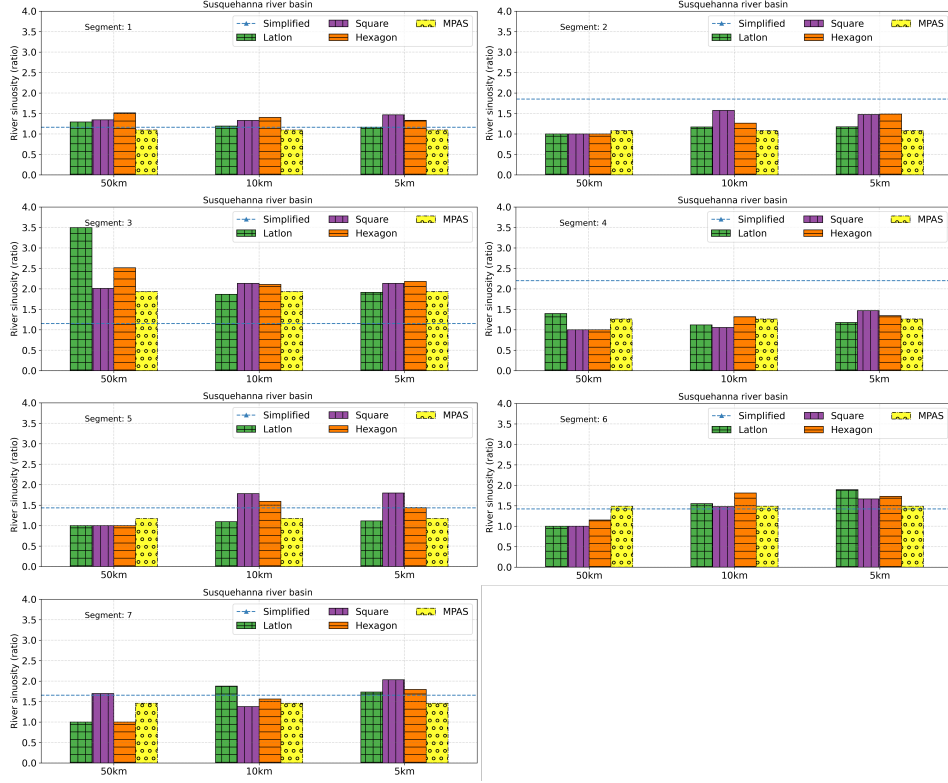 Susquehanna river basin
Segment: 1
Simplified
Latlon
Square
Hexagon
MPAS
River sinuosity (ratio)
4.0
3.5
3.0
2.5
2.0
1.5
1.0
0.5
0.0
50km
10km
5km
Susquehanna river basin
Segment: 2
Simplified
Latlon
Square
Hexagon
MPAS
River sinuosity (ratio)
4.0
3.5
3.0
2.5
2.0
1.5
1.0
0.5
0.0
50km
10km
5km
Susquehanna river basin
Segment: 3
Simplified
Latlon
Square
Hexagon
MPAS
River sinuosity (ratio)
4.0
3.5
3.0
2.5
2.0
1.5
1.0
0.5
0.0
50km
10km
5km
Susquehanna river basin
Segment: 4
Simplified
Latlon
Square
Hexagon
MPAS
River sinuosity (ratio)
4.0
3.5
3.0
2.5
2.0
1.5
1.0
0.5
0.0
50km
10km
5km
Susquehanna river basin
Segment: 5
Simplified
Latlon
Square
Hexagon
MPAS
River sinuosity (ratio)
4.0
3.5
3.0
2.5
2.0
1.5
1.0
0.5
0.0
50km
10km
5km
Susquehanna river basin
Segment: 6
Simplified
Latlon
Square
Hexagon
MPAS
River sinuosity (ratio)
4.0
3.5
3.0
2.5
2.0
1.5
1.0
0.5
0.0
50km
10km
5km
Susquehanna river basin
Segment: 7
Simplified
Latlon
Square
Hexagon
MPAS
River sinuosity (ratio)
4.0
3.5
3.0
2.5
2.0
1.5
1.0
0.5
0.0
50km
10km
5km